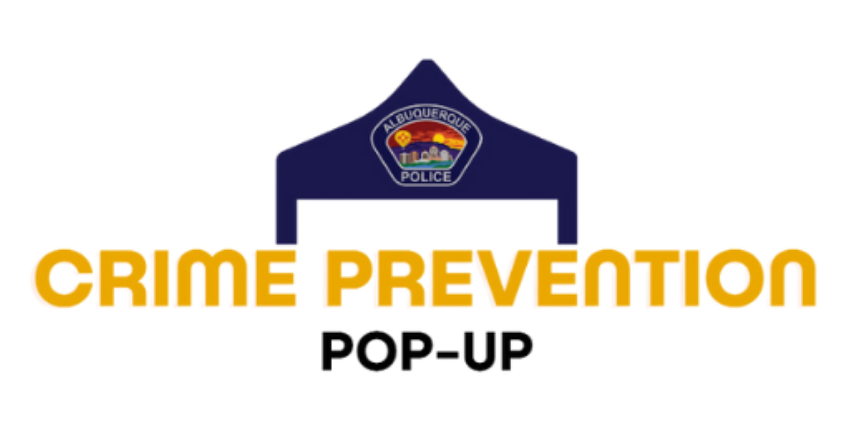 ALBUQUERQUE
POLICE
CRIME PREVENTION
POP-UP